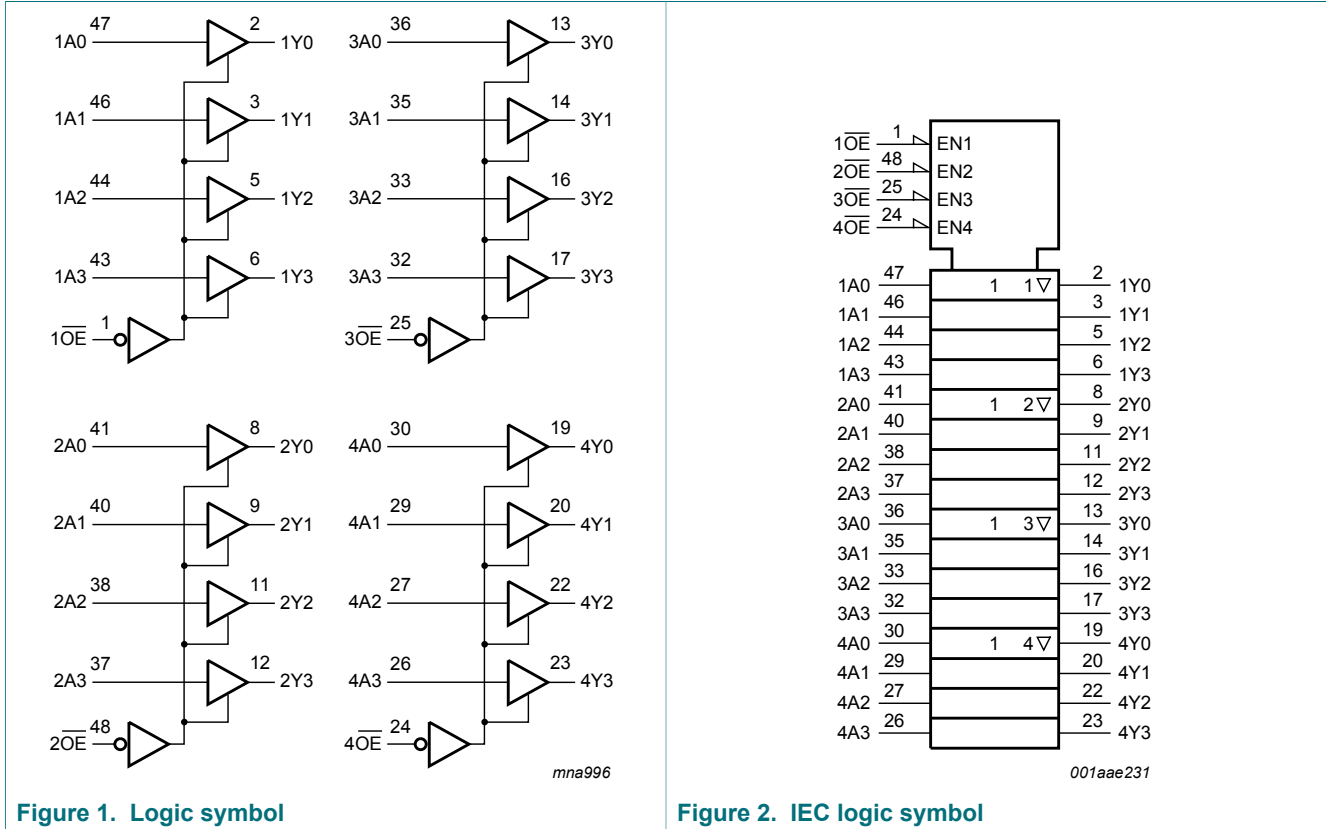 47 2 36 13
1A0 1Y0 3A0 3Y0
46 3 35 14
1A1 1Y1 3A1 3Y1
44 5 33 16
1A2 1Y2 3A2 3Y2
43 6 32 17
1A3 1Y3 3A3 3Y3
1O̅E̅ 1 3O̅E̅ 25
41 8 30 19
2A0 2Y0 4A0 4Y0
40 9 29 20
2A1 2Y1 4A1 4Y1
38 11 27 22
2A2 2Y2 4A2 4Y2
37 12 26 23
2A3 2Y3 4A3 4Y3
2O̅E̅ 48 4O̅E̅ 24
mna996
Figure 1. Logic symbol
1O̅E̅ 1 EN1
2O̅E̅ 48 EN2
3O̅E̅ 25 EN3
4O̅E̅ 24 EN4
1A0 47 1 1▽ 2 1Y0
1A1 46 3 1Y1
1A2 44 5 1Y2
1A3 43 6 1Y3
2A0 41 1 2▽ 8 2Y0
2A1 40 9 2Y1
2A2 38 11 2Y2
2A3 37 12 2Y3
3A0 36 1 3▽ 13 3Y0
3A1 35 14 3Y1
3A2 33 16 3Y2
3A3 32 17 3Y3
4A0 30 1 4▽ 19 4Y0
4A1 29 20 4Y1
4A2 27 22 4Y2
4A3 26 23 4Y3
001aae231
Figure 2. IEC logic symbol